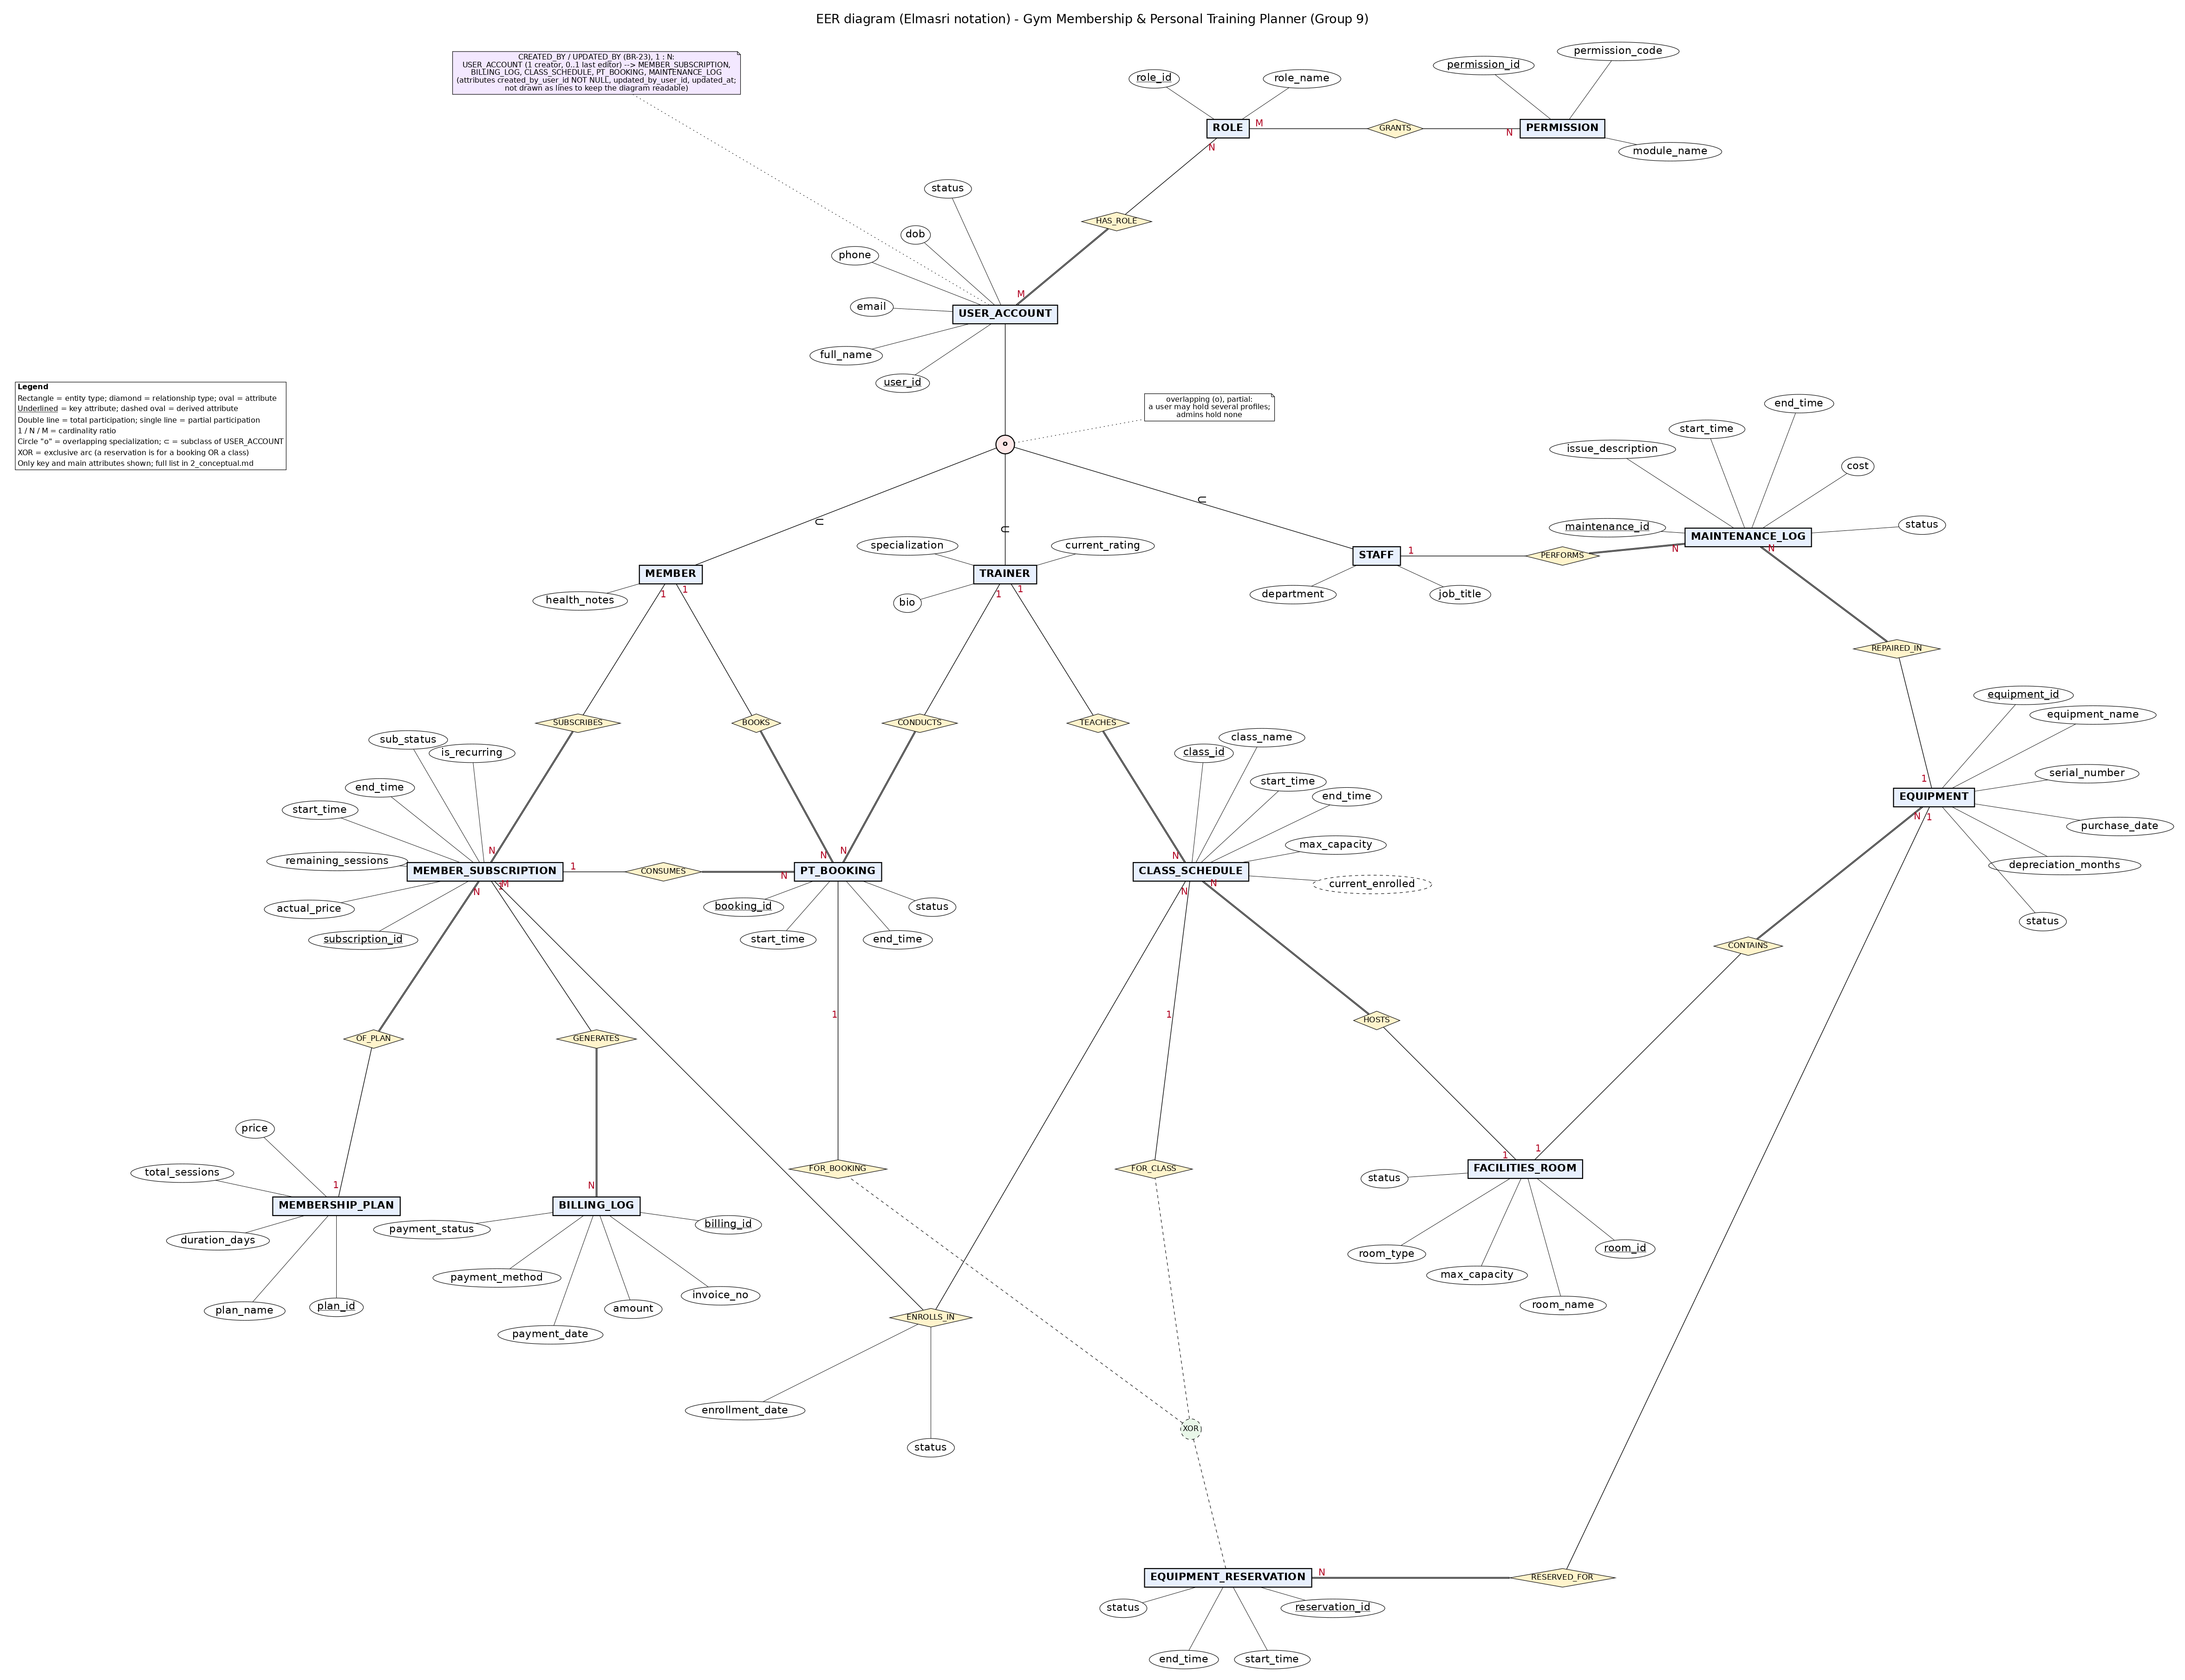 EER diagram (Elmasri notation) - Gym Membership & Personal Training Planner (Group 9)
CREATED_BY / UPDATED_BY (BR-23), 1 : N:
USER_ACCOUNT (1 creator, 0..1 last editor) --> MEMBER_SUBSCRIPTION,
BILLING_LOG, CLASS_SCHEDULE, PT_BOOKING, MAINTENANCE_LOG
(attributes created_by_user_id NOT NULL, updated_by_user_id, updated_at;
not drawn as lines to keep the diagram readable)
role_id
role_name
permission_id
permission_code
ROLE
M
GRANTS
N
PERMISSION
module_name
N
status
HAS_ROLE
dob
phone
M
email
USER_ACCOUNT
full_name
user_id
Legend
Rectangle = entity type; diamond = relationship type; oval = attribute
Underlined = key attribute; dashed oval = derived attribute
Double line = total participation; single line = partial participation
1 / N / M = cardinality ratio
Circle "o" = overlapping specialization; ⊂ = subclass of USER_ACCOUNT
XOR = exclusive arc (a reservation is for a booking OR a class)
Only key and main attributes shown; full list in 2_conceptual.md
overlapping (o), partial:
a user may hold several profiles;
admins hold none
o
⊂
⊂
⊂
end_time
start_time
issue_description
cost
maintenance_id
status
MAINTENANCE_LOG
specialization
current_rating
STAFF
1
PERFORMS
N
N
MEMBER
TRAINER
health_notes
bio
department
job_title
1
1
1
1
REPAIRED_IN
equipment_id
equipment_name
SUBSCRIBES
BOOKS
CONDUCTS
TEACHES
sub_status
is_recurring
class_id
class_name
end_time
start_time
start_time
end_time
serial_number
1
EQUIPMENT
N
1
purchase_date
remaining_sessions
N
N
N
N
max_capacity
depreciation_months
MEMBER_SUBSCRIPTION
1
CONSUMES
N
PT_BOOKING
CLASS_SCHEDULE
current_enrolled
N
1
M
N
N
actual_price
subscription_id
booking_id
status
start_time
end_time
status
CONTAINS
1
1
HOSTS
OF_PLAN
GENERATES
price
total_sessions
FOR_BOOKING
FOR_CLASS
1
1
FACILITIES_ROOM
status
1
N
MEMBERSHIP_PLAN
BILLING_LOG
duration_days
payment_status
billing_id
room_type
room_id
payment_method
max_capacity
invoice_no
room_name
plan_name
plan_id
amount
payment_date
ENROLLS_IN
enrollment_date
status
XOR
EQUIPMENT_RESERVATION
N
RESERVED_FOR
status
reservation_id
end_time
start_time